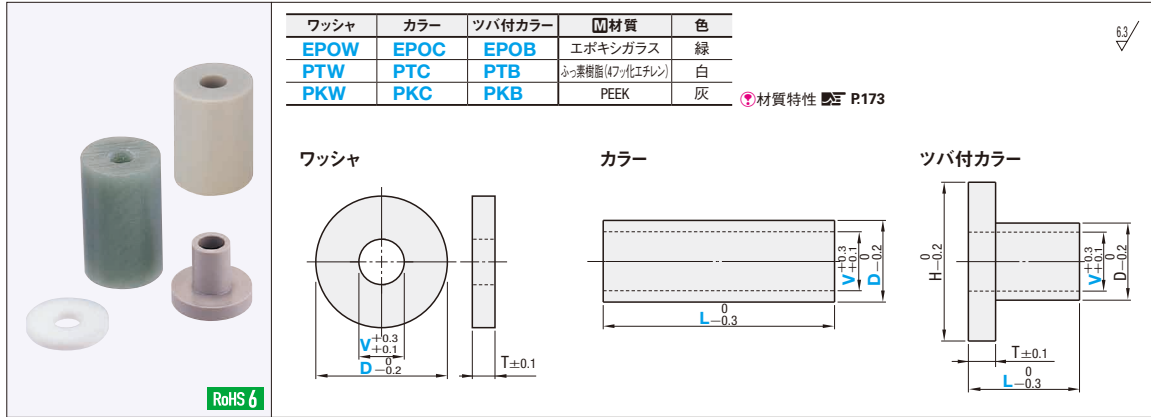 ワッシャ カラー ツバ付カラー M材質 色
EPOW EPOC EPOB エポキシガラス 緑
PTW PTC PTB ふっ素樹脂(4フッ化エチレン) 白
PKW PKC PKB PEEK 灰
材質特性 P.173
6.3
ワッシャ カラー ツバ付カラー
V+0.3 +0.1
D 0 −0.2
T±0.1
L 0 −0.3
V+0.3 +0.1
D 0 −0.2
H 0 −0.2
T±0.1
L 0 −0.3
V+0.3 +0.1
D 0 −0.2
RoHS 6